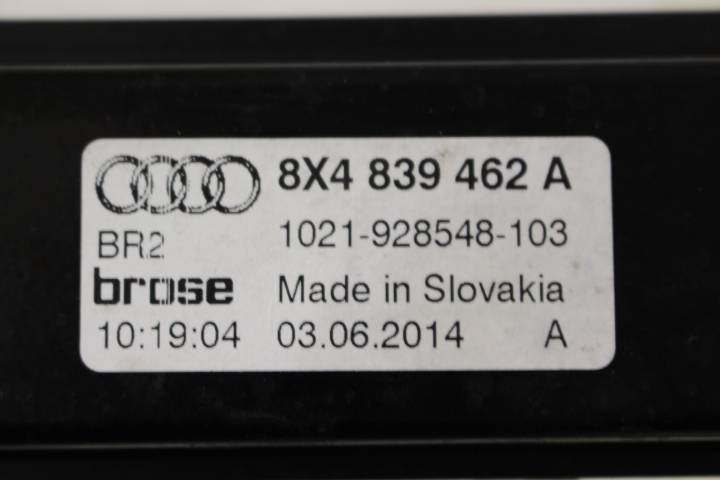 8X4 839 462 A
BR2 1021-928548-103
brose Made in Slovakia
10:19:04 03.06.2014 A